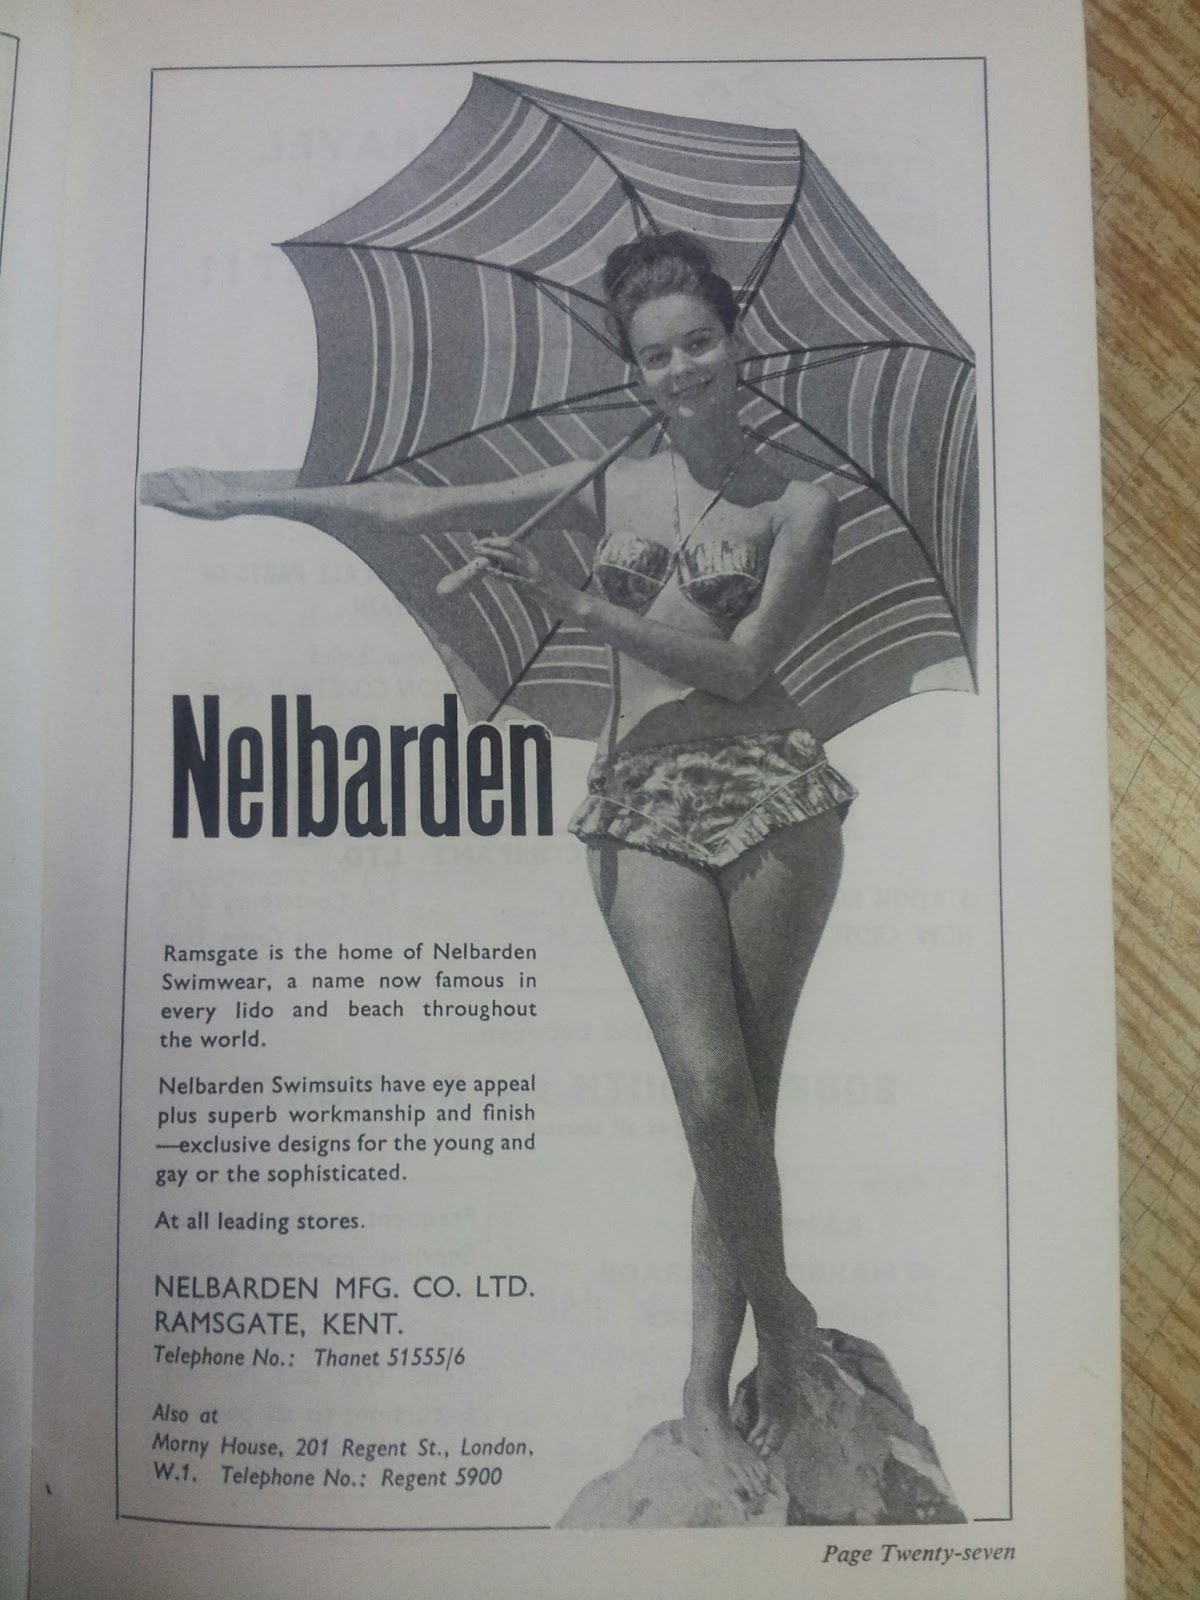 Nelbarden
Ramsgate is the home of Nelbarden
Swimwear, a name now famous in
every lido and beach throughout
the world.
Nelbarden Swimsuits have eye appeal
plus superb workmanship and finish
—exclusive designs for the young and
gay or the sophisticated.
At all leading stores.
NELBARDEN MFG. CO. LTD.
RAMSGATE, KENT.
Telephone No.: Thanet 51555/6
Also at
Morny House, 201 Regent St., London,
W.1. Telephone No.: Regent 5900
Page Twenty-seven